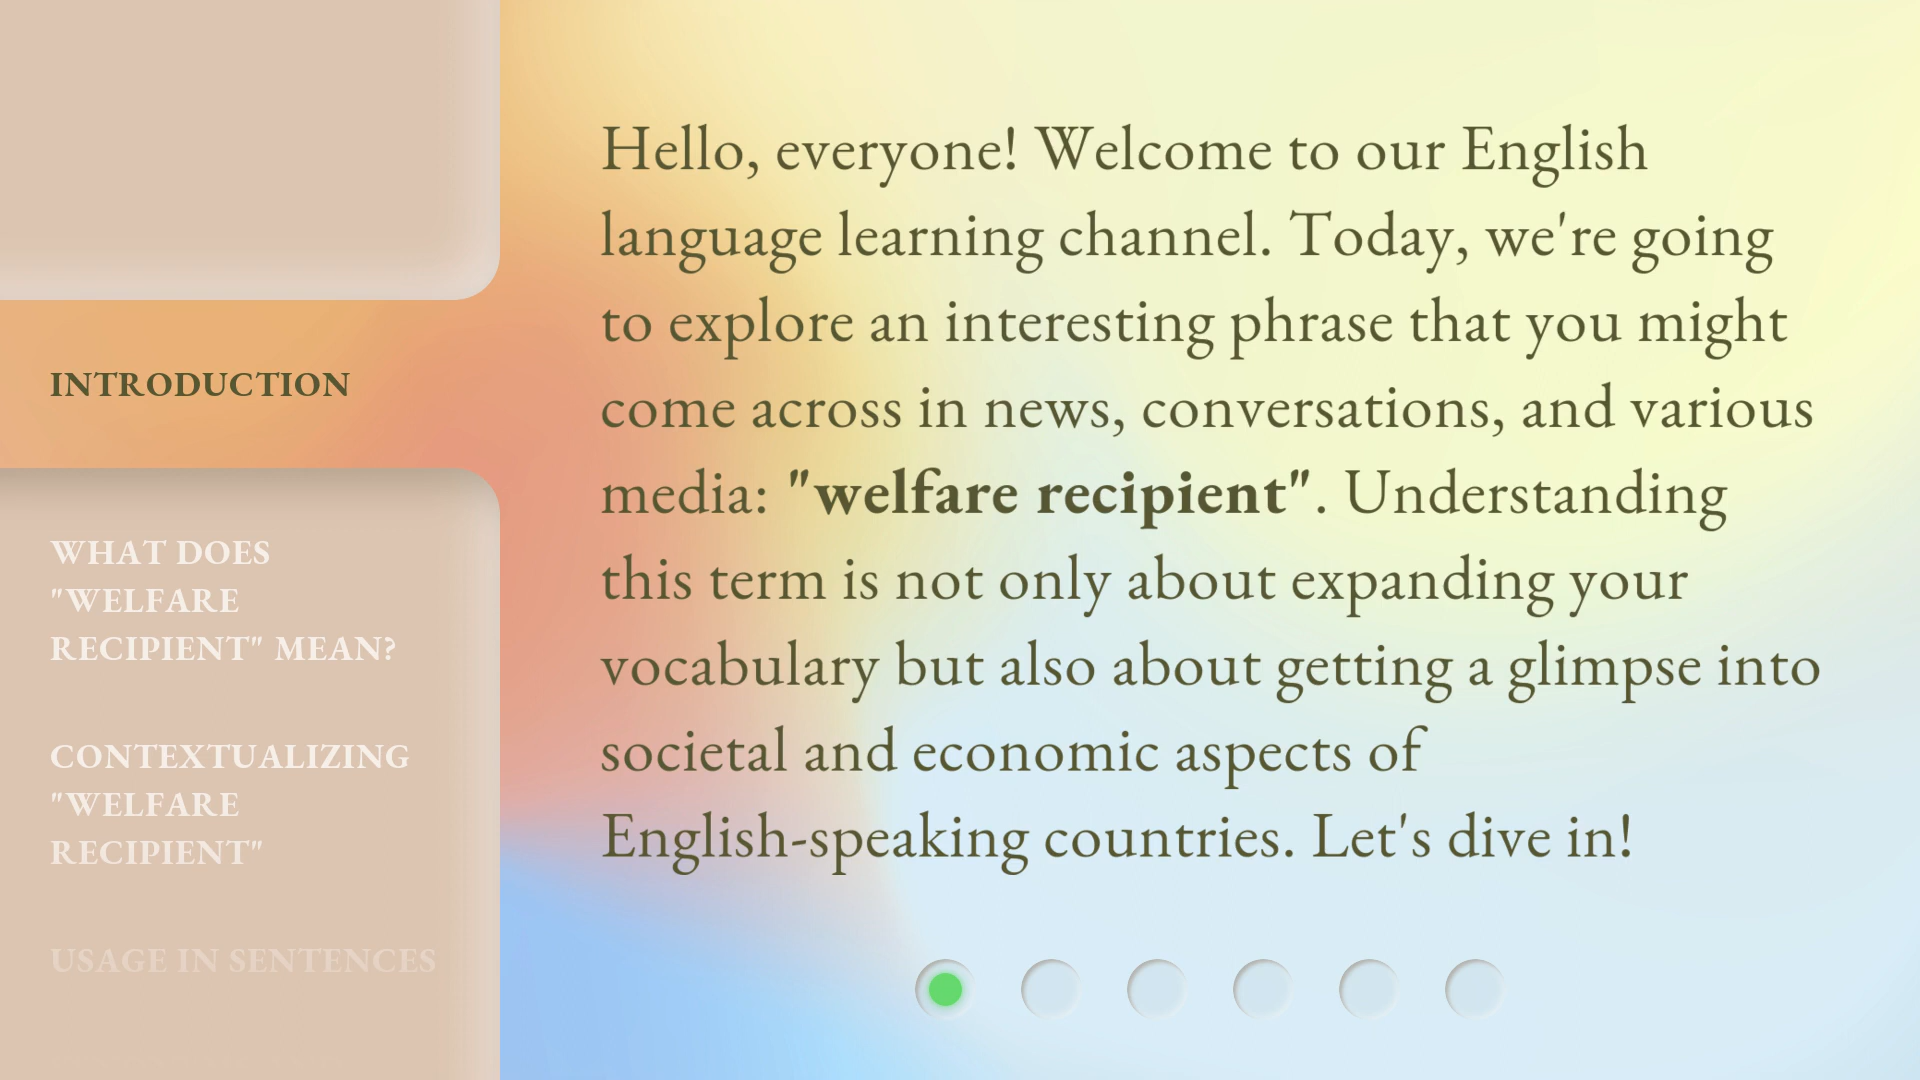 INTRODUCTION
WHAT DOES
"WELFARE
RECIPIENT" MEAN?
CONTEXTUALIZING
"WELFARE
RECIPIENT"
USAGE IN SENTENCES
Hello, everyone! Welcome to our English
language learning channel. Today, we're going
to explore an interesting phrase that you might
come across in news, conversations, and various
media: "welfare recipient". Understanding
this term is not only about expanding your
vocabulary but also about getting a glimpse into
societal and economic aspects of
English-speaking countries. Let's dive in!